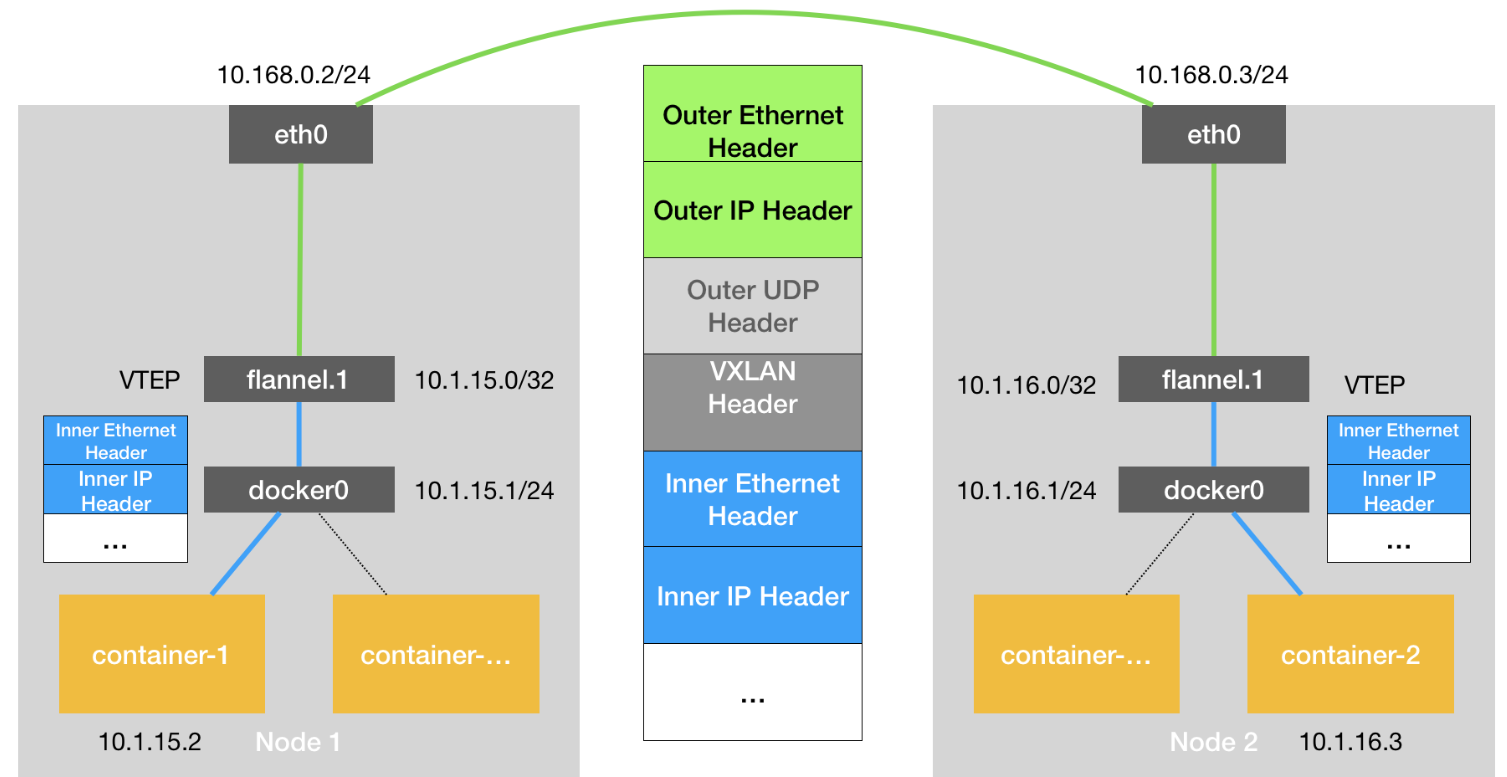 10.168.0.2/24
eth0
VTEP
flannel.1
10.1.15.0/32
Inner Ethernet
Header
Inner IP
Header
...
docker0
10.1.15.1/24
container-1
container-...
10.1.15.2
Node 1
Outer Ethernet
Header
Outer IP Header
Outer UDP
Header
VXLAN
Header
Inner Ethernet
Header
Inner IP Header
...
10.168.0.3/24
eth0
10.1.16.0/32
flannel.1
VTEP
10.1.16.1/24
docker0
Inner Ethernet
Header
Inner IP
Header
...
container-...
container-2
Node 2
10.1.16.3